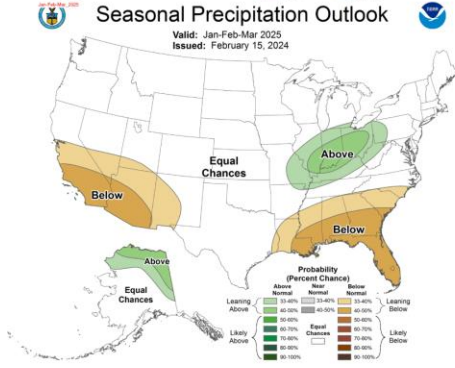 Jan-Feb-Mar, 2025
Seasonal Precipitation Outlook
Valid: Jan-Feb-Mar 2025
Issued: February 15, 2024
Equal
Chances
Above
Below
Below
Above
Equal
Chances
Probability
(Percent Chance)
Above
Normal
Near
Normal
Below
Normal
Leaning
Above
33-40%
33-40%
33-40%
Leaning
Below
40-50%
40-50%
40-50%
Likely
Above
50-60%
Equal
Chances
50-60%
Likely
Below
60-70%
60-70%
70-80%
70-80%
80-90%
80-90%
90-100%
90-100%